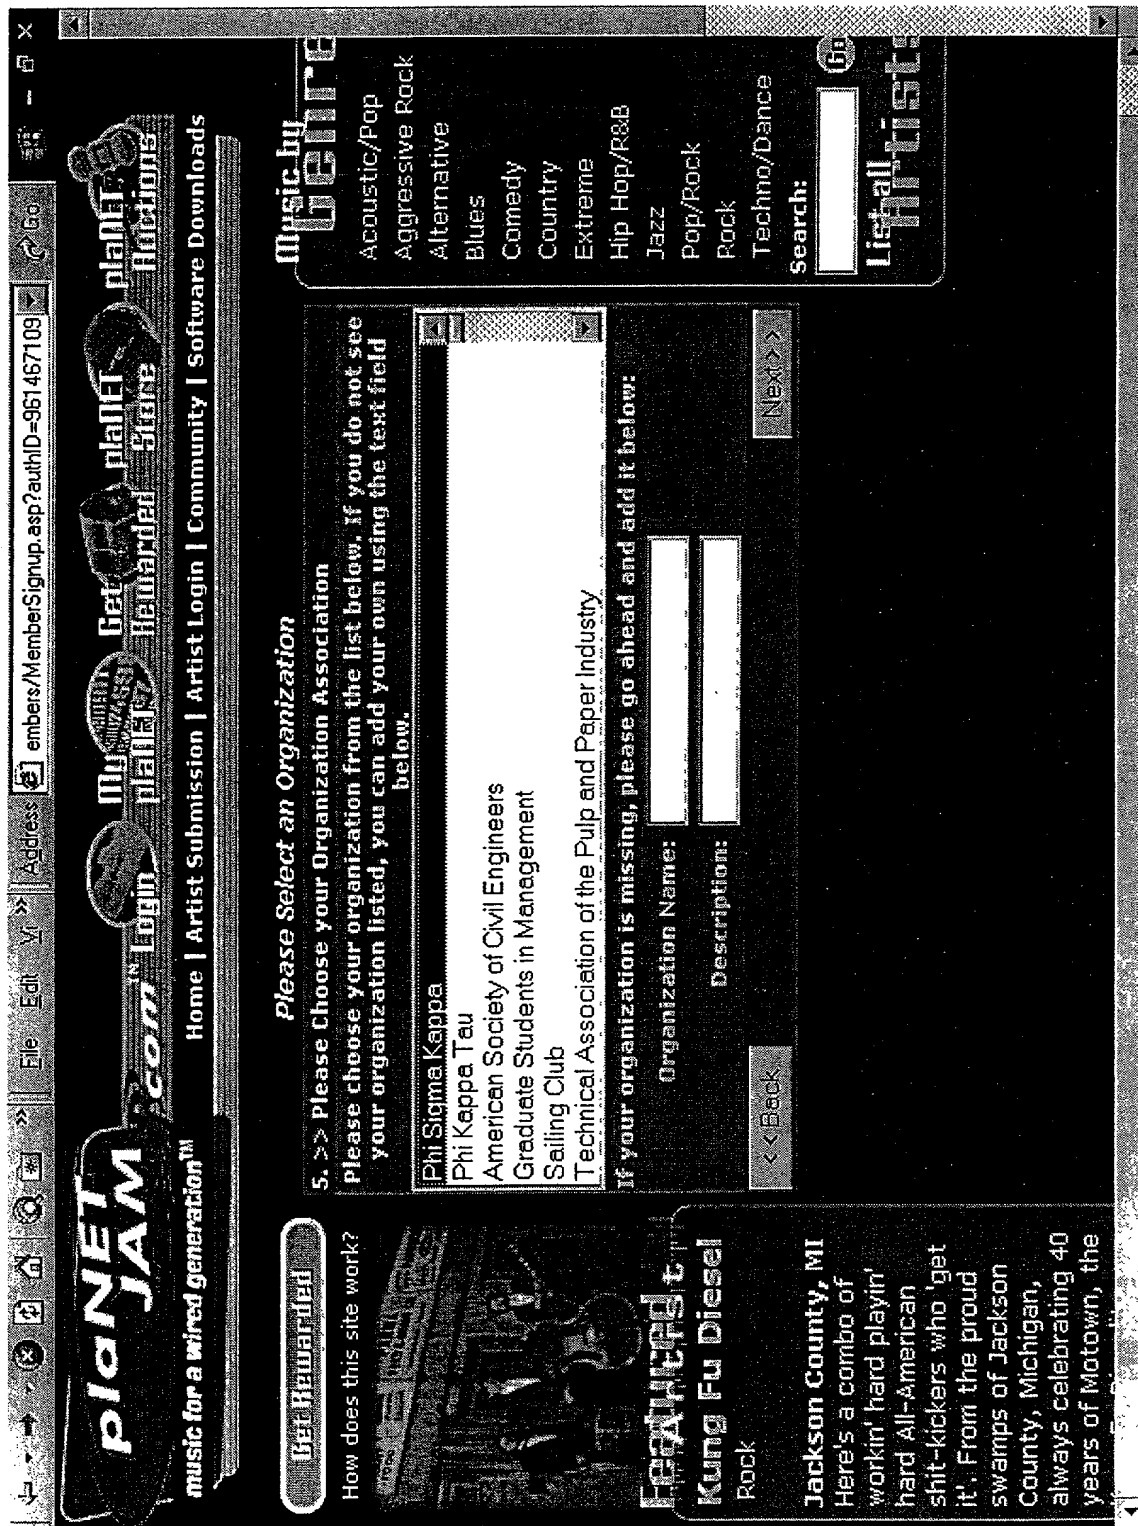 File Edit Vi » Address embers/MemberSignup.asp?authID=961467109 Go
plaNET JAM .com™
music for a wired generation™
Login
My planet
Get Rewarded
planet Store
planet Auctions
Home | Artist Submission | Artist Login | Community | Software Downloads
Get Rewarded
How does this site work?
Featured Artist
Kung Fu Diesel
Rock
Jackson County, MI
Here's a combo of
workin' hard playin'
hard All-American
shit-kickers who 'get
it'. From the proud
swamps of Jackson
County, Michigan,
always celebrating 40
years of Motown, the
Please Select an Organization
5. >> Please Choose your Organization Association
Please choose your organization from the list below. If you do not see
your organization listed, you can add your own using the text field
below.
Phi Sigma Kappa
Phi Kappa Tau
American Society of Civil Engineers
Graduate Students in Management
Sailing Club
Technical Association of the Pulp and Paper Industry
If your organization is missing, please go ahead and add it below:
Organization Name:
Description:
<< Back
Next >>
Music by
Genre
Acoustic/Pop
Aggressive Rock
Alternative
Blues
Comedy
Country
Extreme
Hip Hop/R&B
Jazz
Pop/Rock
Rock
Techno/Dance
Search:
Go
List all
Artists